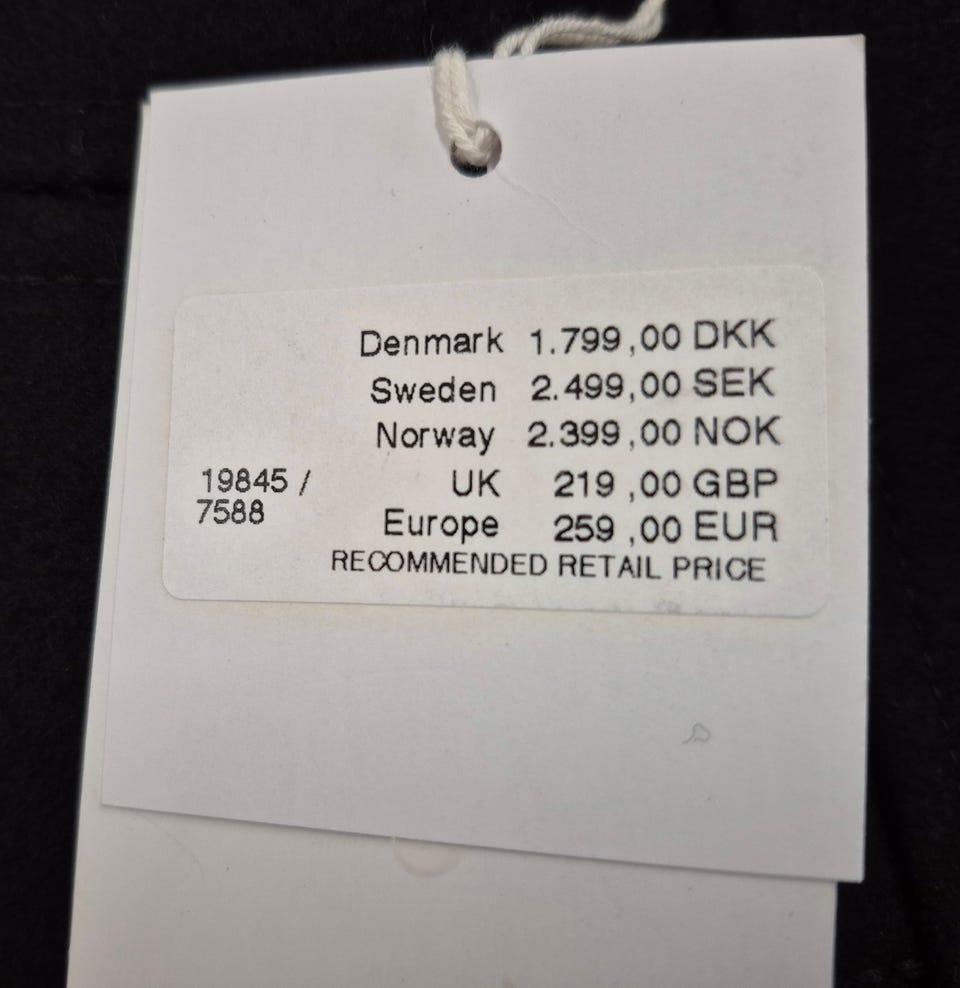 Denmark 1.799,00 DKK
Sweden 2.499,00 SEK
Norway 2.399,00 NOK
19845 / UK 219,00 GBP
7588 Europe 259,00 EUR
RECOMMENDED RETAIL PRICE